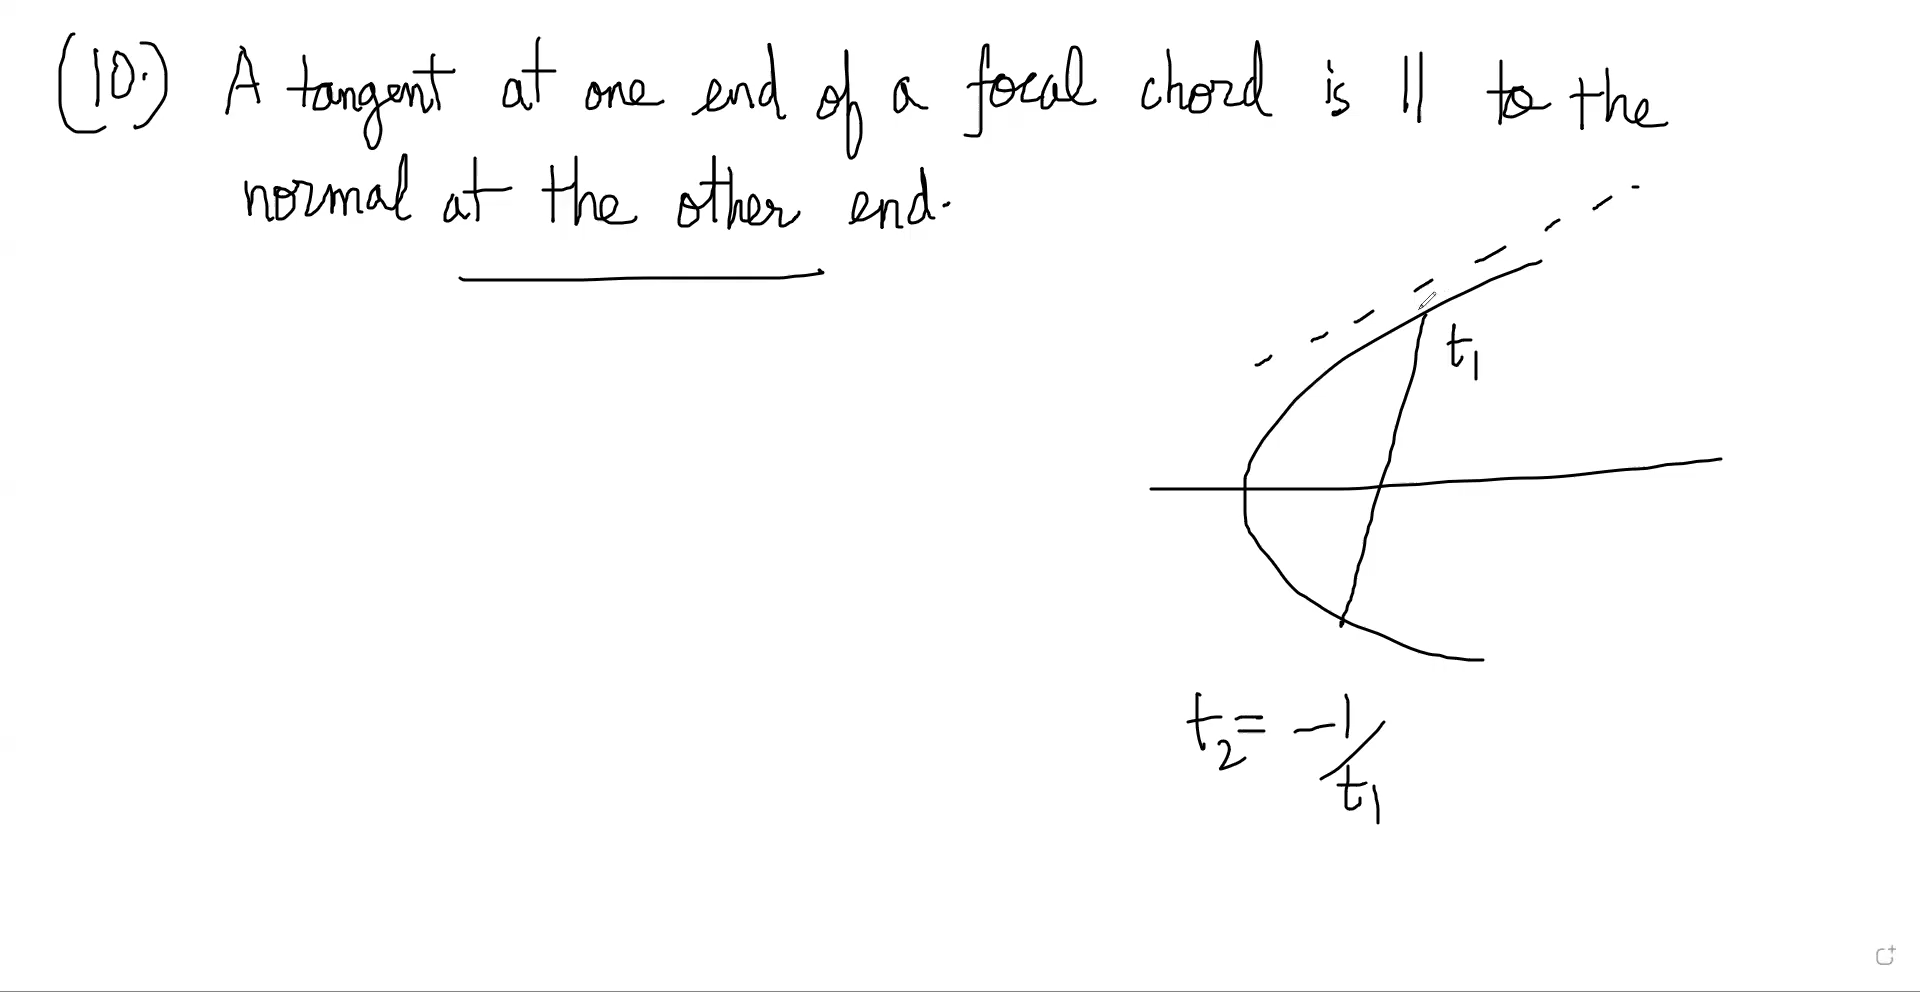 (10.) A tangent at one end of a focal chord is || to the
normal at the other end.
t₁
t₂ = -1/t₁